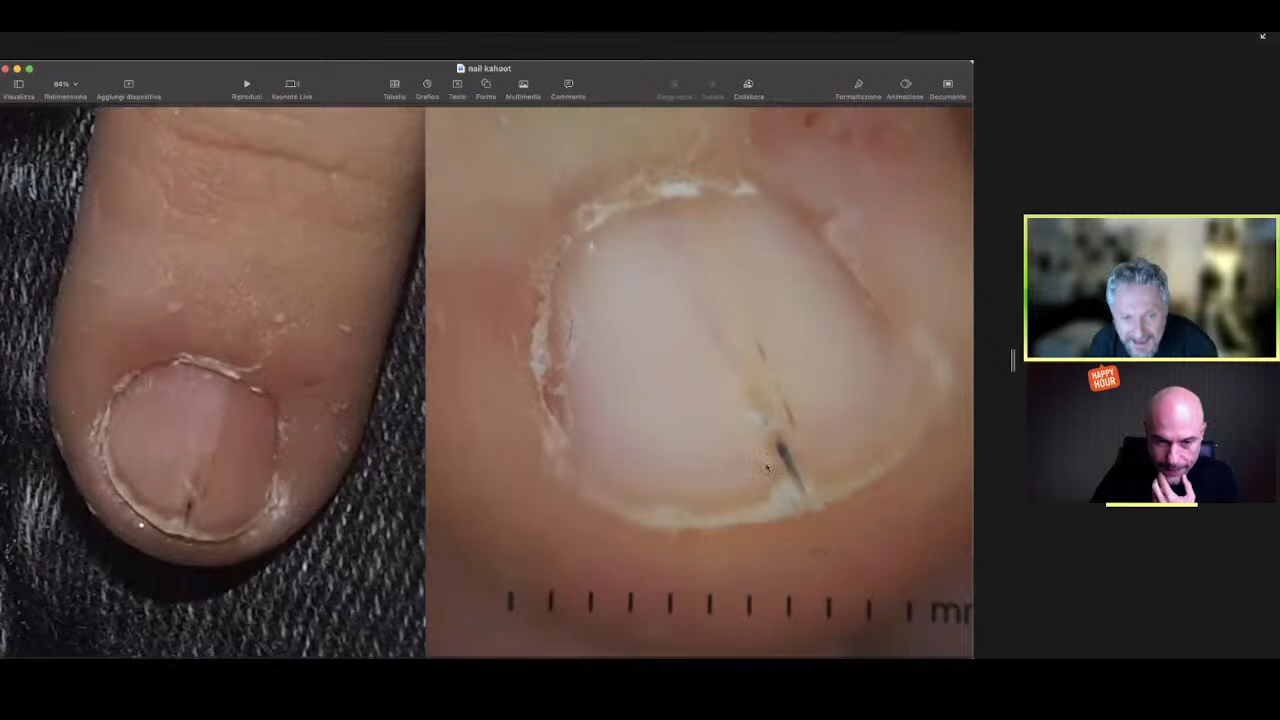 nail kahoot
64%
Visualizza Ridimensiona Aggiungi diapositiva Riproduci Keynote Live Tabella Grafico Testo Forma Multimedia Commento Collabora Formattazione Animazione Documento
HAPPY
HOUR